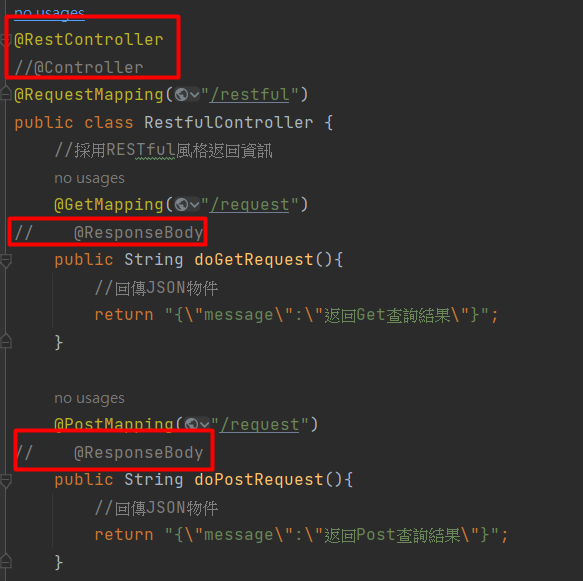 no usages
@RestController
//@Controller
@RequestMapping("/restful")
public class RestfulController {
//採用RESTful風格返回資訊
no usages
@GetMapping("/request")
// @ResponseBody
public String doGetRequest(){
//回傳JSON物件
return "{\"message\":\"返回Get查詢結果\"}";
}
no usages
@PostMapping("/request")
// @ResponseBody
public String doPostRequest(){
//回傳JSON物件
return "{\"message\":\"返回Post查詢結果\"}";
}